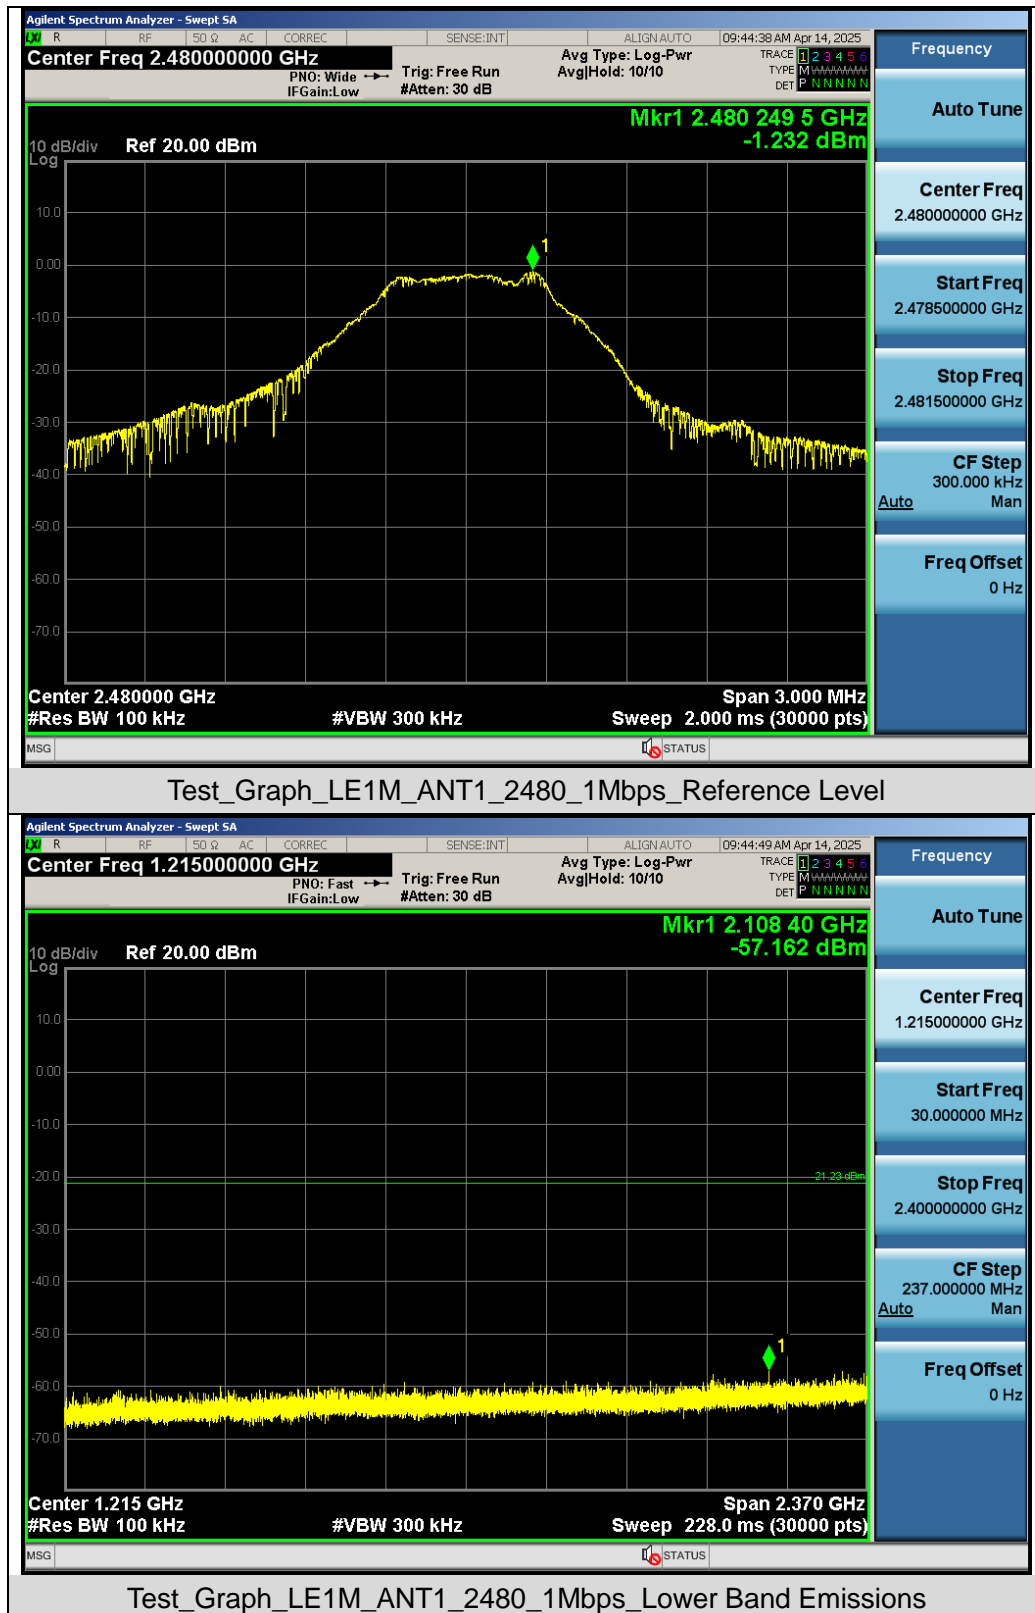 Agilent Spectrum Analyzer - Swept SA
LXI R RF 50 Ω AC CORREC SENSE:INT ALIGN AUTO 09:44:38 AM Apr 14, 2025
Center Freq 2.480000000 GHz
PNO: Wide
IFGain:Low
Trig: Free Run
#Atten: 30 dB
Avg Type: Log-Pwr
Avg|Hold: 10/10
TRACE 1 2 3 4 5 6
TYPE M
DET P N N N N N
Mkr1 2.480 249 5 GHz
-1.232 dBm
10 dB/div Ref 20.00 dBm
Log
10.0
0.00
-10.0
-20.0
-30.0
-40.0
-50.0
-60.0
-70.0
1
Center 2.480000 GHz Span 3.000 MHz
#Res BW 100 kHz #VBW 300 kHz Sweep 2.000 ms (30000 pts)
MSG STATUS
Frequency
Auto Tune
Center Freq
2.480000000 GHz
Start Freq
2.478500000 GHz
Stop Freq
2.481500000 GHz
CF Step
300.000 kHz
Auto Man
Freq Offset
0 Hz
Test_Graph_LE1M_ANT1_2480_1Mbps_Reference Level
Agilent Spectrum Analyzer - Swept SA
LXI R RF 50 Ω AC CORREC SENSE:INT ALIGN AUTO 09:44:49 AM Apr 14, 2025
Center Freq 1.215000000 GHz
PNO: Fast
IFGain:Low
Trig: Free Run
#Atten: 30 dB
Avg Type: Log-Pwr
Avg|Hold: 10/10
TRACE 1 2 3 4 5 6
TYPE M
DET P N N N N N
Mkr1 2.108 40 GHz
-57.162 dBm
10 dB/div Ref 20.00 dBm
Log
10.0
0.00
-10.0
-20.0
-30.0
-40.0
-50.0
-60.0
-70.0
-21.23 dBm
1
Center 1.215 GHz Span 2.370 GHz
#Res BW 100 kHz #VBW 300 kHz Sweep 228.0 ms (30000 pts)
MSG STATUS
Frequency
Auto Tune
Center Freq
1.215000000 GHz
Start Freq
30.000000 MHz
Stop Freq
2.400000000 GHz
CF Step
237.000000 MHz
Auto Man
Freq Offset
0 Hz
Test_Graph_LE1M_ANT1_2480_1Mbps_Lower Band Emissions